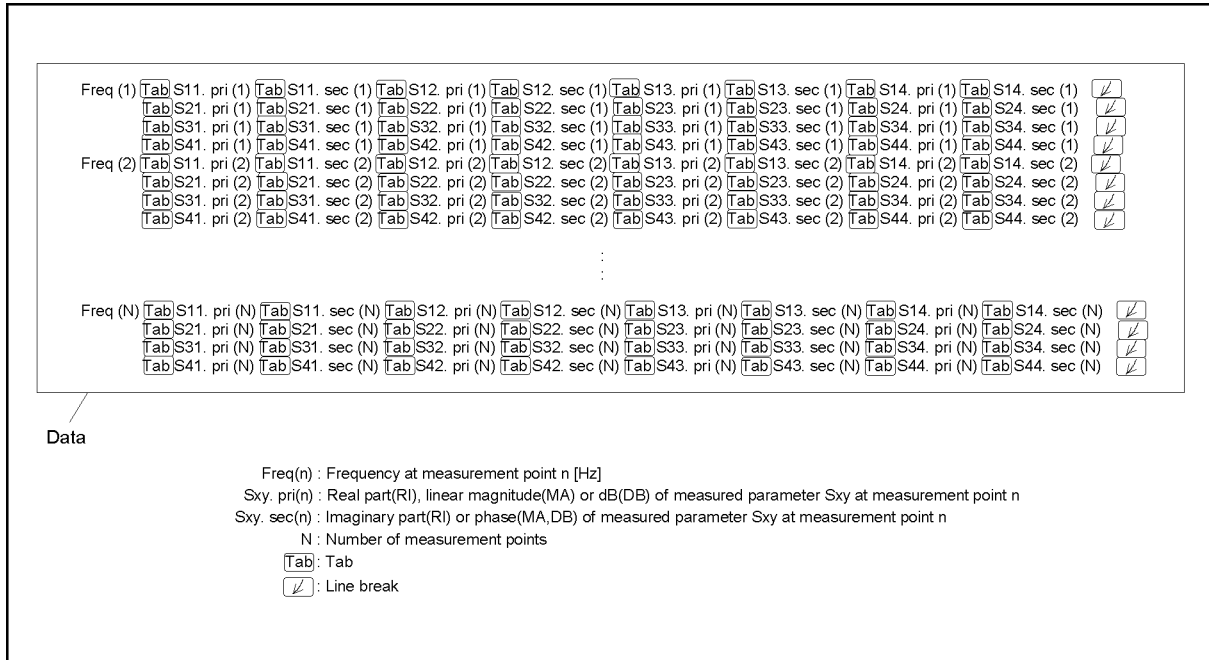 Freq (1) Tab S11. pri (1) Tab S11. sec (1) Tab S12. pri (1) Tab S12. sec (1) Tab S13. pri (1) Tab S13. sec (1) Tab S14. pri (1) Tab S14. sec (1)
Tab S21. pri (1) Tab S21. sec (1) Tab S22. pri (1) Tab S22. sec (1) Tab S23. pri (1) Tab S23. sec (1) Tab S24. pri (1) Tab S24. sec (1)
Tab S31. pri (1) Tab S31. sec (1) Tab S32. pri (1) Tab S32. sec (1) Tab S33. pri (1) Tab S33. sec (1) Tab S34. pri (1) Tab S34. sec (1)
Tab S41. pri (1) Tab S41. sec (1) Tab S42. pri (1) Tab S42. sec (1) Tab S43. pri (1) Tab S43. sec (1) Tab S44. pri (1) Tab S44. sec (1)
Freq (2) Tab S11. pri (2) Tab S11. sec (2) Tab S12. pri (2) Tab S12. sec (2) Tab S13. pri (2) Tab S13. sec (2) Tab S14. pri (2) Tab S14. sec (2)
Tab S21. pri (2) Tab S21. sec (2) Tab S22. pri (2) Tab S22. sec (2) Tab S23. pri (2) Tab S23. sec (2) Tab S24. pri (2) Tab S24. sec (2)
Tab S31. pri (2) Tab S31. sec (2) Tab S32. pri (2) Tab S32. sec (2) Tab S33. pri (2) Tab S33. sec (2) Tab S34. pri (2) Tab S34. sec (2)
Tab S41. pri (2) Tab S41. sec (2) Tab S42. pri (2) Tab S42. sec (2) Tab S43. pri (2) Tab S43. sec (2) Tab S44. pri (2) Tab S44. sec (2)
:
:
Freq (N) Tab S11. pri (N) Tab S11. sec (N) Tab S12. pri (N) Tab S12. sec (N) Tab S13. pri (N) Tab S13. sec (N) Tab S14. pri (N) Tab S14. sec (N)
Tab S21. pri (N) Tab S21. sec (N) Tab S22. pri (N) Tab S22. sec (N) Tab S23. pri (N) Tab S23. sec (N) Tab S24. pri (N) Tab S24. sec (N)
Tab S31. pri (N) Tab S31. sec (N) Tab S32. pri (N) Tab S32. sec (N) Tab S33. pri (N) Tab S33. sec (N) Tab S34. pri (N) Tab S34. sec (N)
Tab S41. pri (N) Tab S41. sec (N) Tab S42. pri (N) Tab S42. sec (N) Tab S43. pri (N) Tab S43. sec (N) Tab S44. pri (N) Tab S44. sec (N)
Data
Freq(n) : Frequency at measurement point n [Hz]
Sxy. pri(n) : Real part(RI), linear magnitude(MA) or dB(DB) of measured parameter Sxy at measurement point n
Sxy. sec(n) : Imaginary part(RI) or phase(MA,DB) of measured parameter Sxy at measurement point n
N : Number of measurement points
Tab : Tab
: Line break